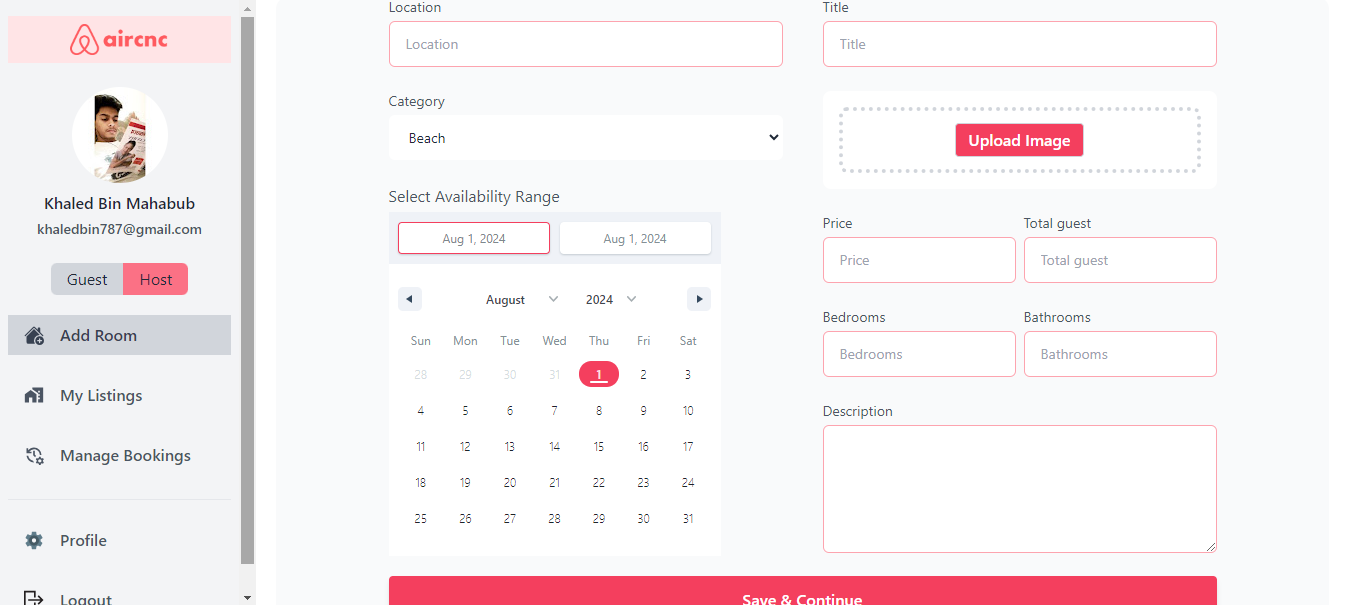 aircnc
Khaled Bin Mahabub
khaledbin787@gmail.com
Guest Host
Add Room
My Listings
Manage Bookings
Profile
Logout
Location
Location
Category
Beach
Select Availability Range
Aug 1, 2024 Aug 1, 2024
August 2024
Sun Mon Tue Wed Thu Fri Sat
28 29 30 31 1 2 3
4 5 6 7 8 9 10
11 12 13 14 15 16 17
18 19 20 21 22 23 24
25 26 27 28 29 30 31
Title
Title
Upload Image
Price Total guest
Price Total guest
Bedrooms Bathrooms
Bedrooms Bathrooms
Description
Save & Continue